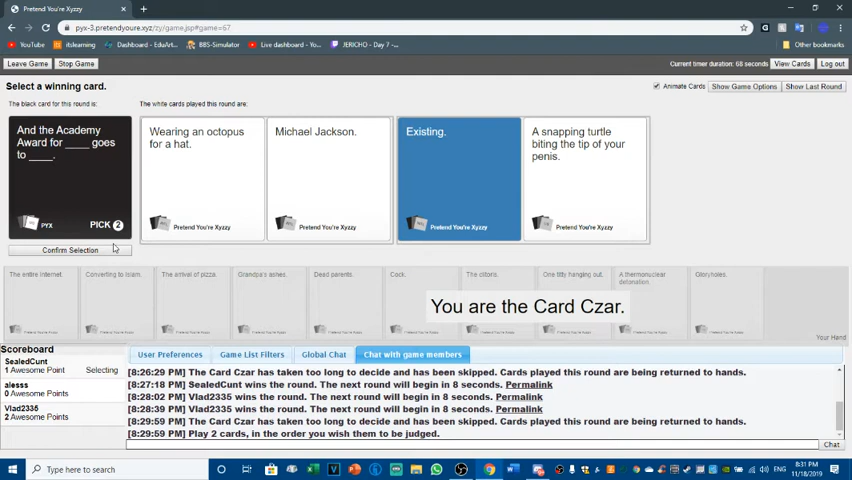 Pretend You're Xyzzy
pyx-3.pretendyoure.xyz/zy/game.jsp#game=67
YouTube
itslearning
Dashboard - EduArt...
BBS-Simulator
Live dashboard - Yo...
JERICHO - Day 7 -...
Other bookmarks
Leave Game
Stop Game
Current timer duration: 68 seconds
View Cards
Log out
Select a winning card.
Animate Cards
Show Game Options
Show Last Round
The black card for this round is:
The white cards played this round are:
And the Academy
Award for ____ goes
to ____.
PYX
PICK 2
Wearing an octopus
for a hat.
Pretend You're Xyzzy
Michael Jackson.
Pretend You're Xyzzy
Existing.
Pretend You're Xyzzy
A snapping turtle
biting the tip of your
penis.
Pretend You're Xyzzy
Confirm Selection
The entire Internet.
Converting to Islam.
The arrival of pizza.
Grandpa's ashes.
Dead parents.
Cock.
The clitoris.
One titty hanging out.
A thermonuclear
detonation.
Gloryholes.
You are the Card Czar.
Your Hand
Scoreboard
SealedCunt
1 Awesome Point
Selecting
alesss
0 Awesome Points
Vlad2335
2 Awesome Points
User Preferences
Game List Filters
Global Chat
Chat with game members
[8:26:29 PM] The Card Czar has taken too long to decide and has been skipped. Cards played this round are being returned to hands.
[8:27:18 PM] SealedCunt wins the round. The next round will begin in 8 seconds. Permalink
[8:28:02 PM] Vlad2335 wins the round. The next round will begin in 8 seconds. Permalink
[8:28:39 PM] Vlad2335 wins the round. The next round will begin in 8 seconds. Permalink
[8:29:59 PM] The Card Czar has taken too long to decide and has been skipped. Cards played this round are being returned to hands.
[8:29:59 PM] Play 2 cards, in the order you wish them to be judged.
Chat
Type here to search
ENG
8:31 PM
11/18/2019